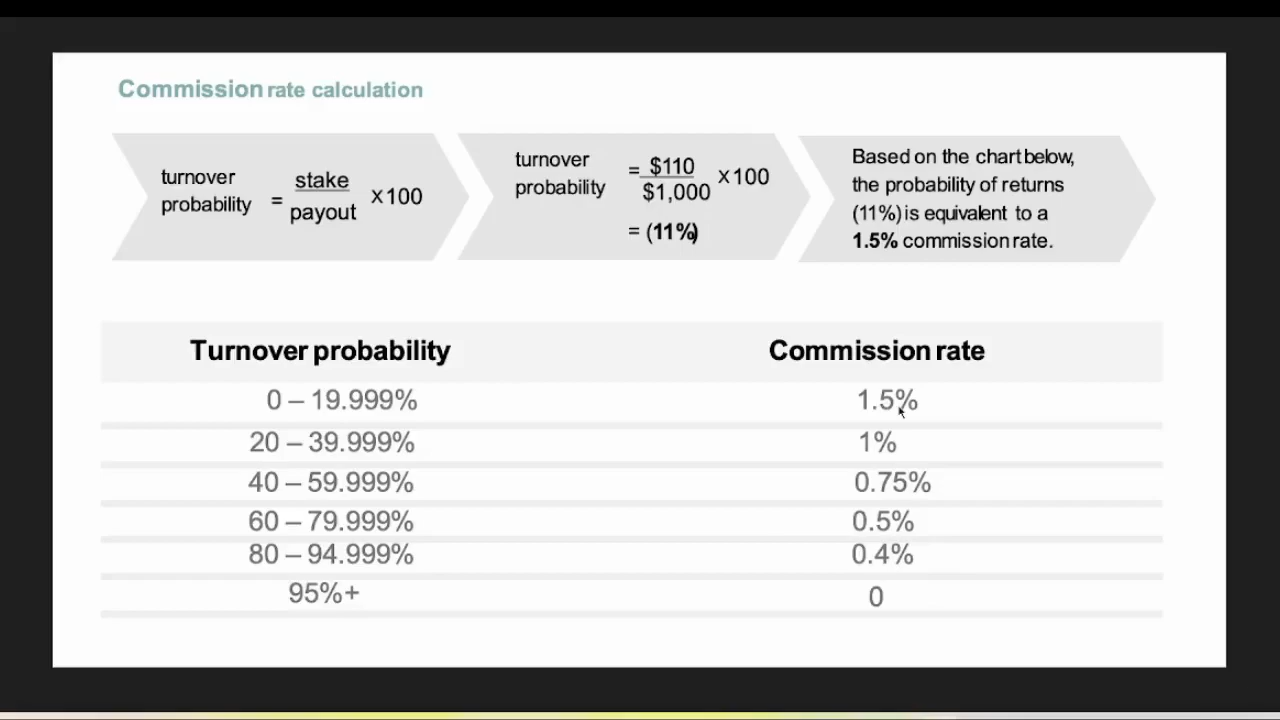 Commission rate calculation
turnover probability = stake / payout X100
turnover probability = $110 / $1,000 X100
= (11%)
Based on the chart below,
the probability of returns
(11%) is equivalent to a
1.5% commission rate.
Turnover probability Commission rate
0 – 19.999% 1.5%
20 – 39.999% 1%
40 – 59.999% 0.75%
60 – 79.999% 0.5%
80 – 94.999% 0.4%
95%+ 0